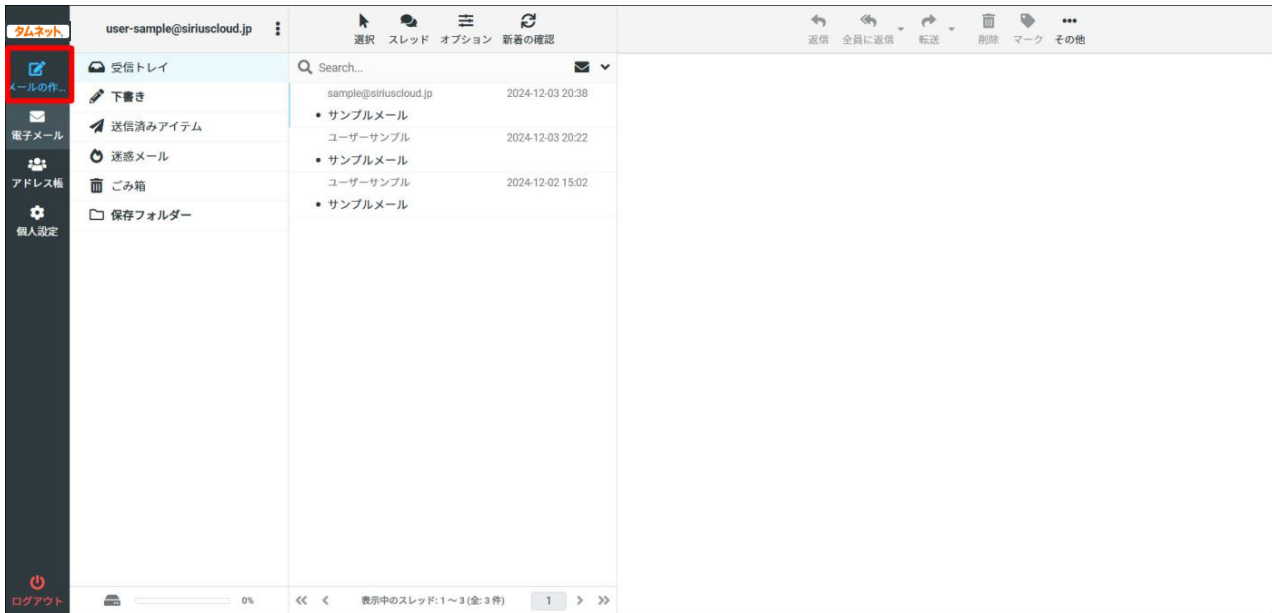 タムネット。
メールの作...
電子メール
アドレス帳
個人設定
ログアウト
user-sample@siriuscloud.jp
受信トレイ
下書き
送信済みアイテム
迷惑メール
ごみ箱
保存フォルダー
0%
選択 スレッド オプション 新着の確認
Search...
sample@siriuscloud.jp 2024-12-03 20:38
• サンプルメール
ユーザーサンプル 2024-12-03 20:22
• サンプルメール
ユーザーサンプル 2024-12-02 15:02
• サンプルメール
表示中のスレッド: 1 ～ 3 (全: 3 件) 1
返信 全員に返信 転送 削除 マーク その他